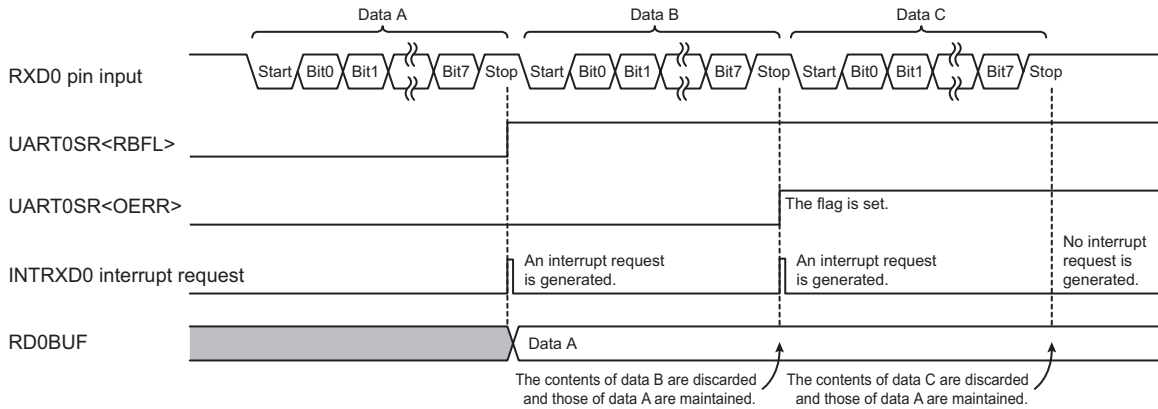 Data A Data B Data C
RXD0 pin input
Start Bit0 Bit1 Bit7 Stop Start Bit0 Bit1 Bit7 Stop Start Bit0 Bit1 Bit7 Stop
UART0SR<RBFL>
UART0SR<OERR>
The flag is set.
INTRXD0 interrupt request
An interrupt request
is generated.
An interrupt request
is generated.
No interrupt
request is
generated.
RD0BUF
Data A
The contents of data B are discarded
and those of data A are maintained.
The contents of data C are discarded
and those of data A are maintained.